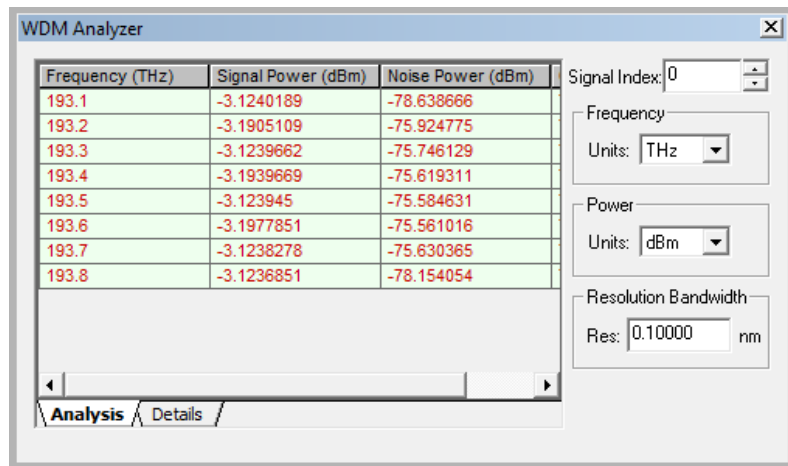 WDM Analyzer
Frequency (THz) Signal Power (dBm) Noise Power (dBm)
193.1 -3.1240189 -78.638666
193.2 -3.1905109 -75.924775
193.3 -3.1239662 -75.746129
193.4 -3.1939669 -75.619311
193.5 -3.123945 -75.584631
193.6 -3.1977851 -75.561016
193.7 -3.1238278 -75.630365
193.8 -3.1236851 -78.154054
Analysis Details
Signal Index: 0
Frequency
Units: THz
Power
Units: dBm
Resolution Bandwidth
Res: 0.10000 nm